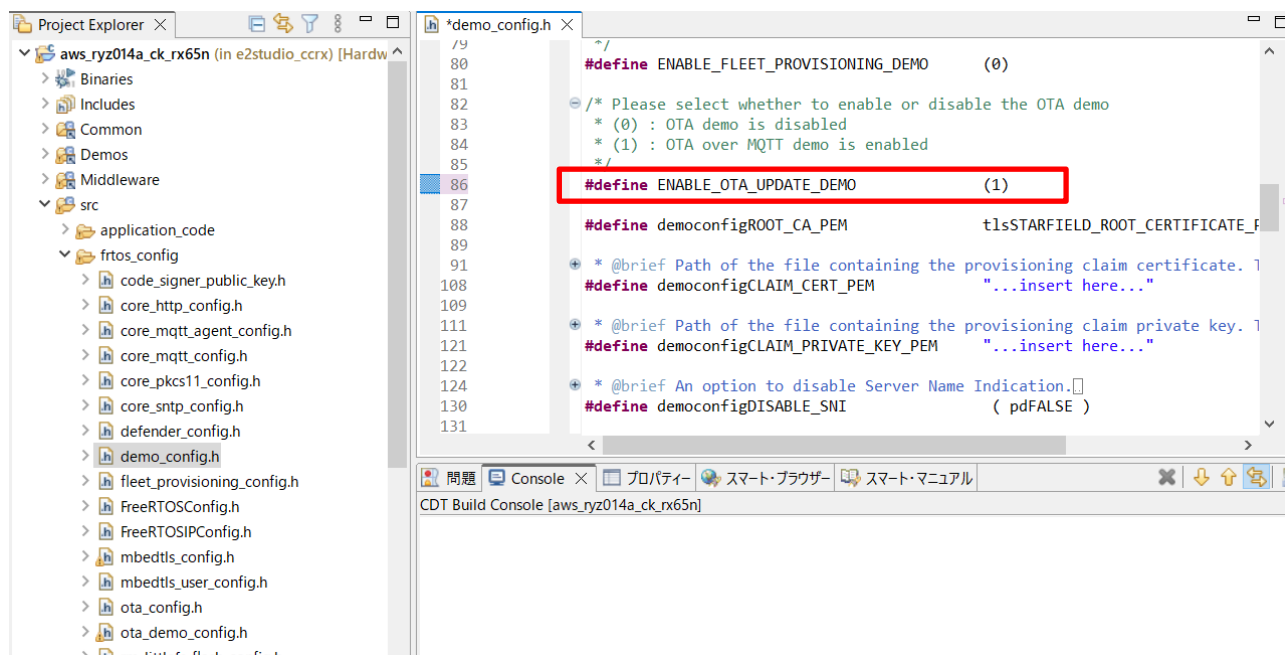 Project Explorer
aws_ryz014a_ck_rx65n (in e2studio_ccrx) [Hardw
Binaries
Includes
Common
Demos
Middleware
src
application_code
frtos_config
code_signer_public_key.h
core_http_config.h
core_mqtt_agent_config.h
core_mqtt_config.h
core_pkcs11_config.h
core_sntp_config.h
defender_config.h
demo_config.h
fleet_provisioning_config.h
FreeRTOSConfig.h
FreeRTOSIPConfig.h
mbedtls_config.h
mbedtls_user_config.h
ota_config.h
ota_demo_config.h
*demo_config.h
79 */
80 #define ENABLE_FLEET_PROVISIONING_DEMO (0)
81
82 /* Please select whether to enable or disable the OTA demo
83 * (0) : OTA demo is disabled
84 * (1) : OTA over MQTT demo is enabled
85 */
86 #define ENABLE_OTA_UPDATE_DEMO (1)
87
88 #define democonfigROOT_CA_PEM tlsSTARFIELD_ROOT_CERTIFICATE_P
89
91 * @brief Path of the file containing the provisioning claim certificate. T
108 #define democonfigCLAIM_CERT_PEM "...insert here..."
109
111 * @brief Path of the file containing the provisioning claim private key. T
121 #define democonfigCLAIM_PRIVATE_KEY_PEM "...insert here..."
122
124 * @brief An option to disable Server Name Indication.
130 #define democonfigDISABLE_SNI ( pdFALSE )
131
問題 Console プロパティー スマート・ブラウザー スマート・マニュアル
CDT Build Console [aws_ryz014a_ck_rx65n]